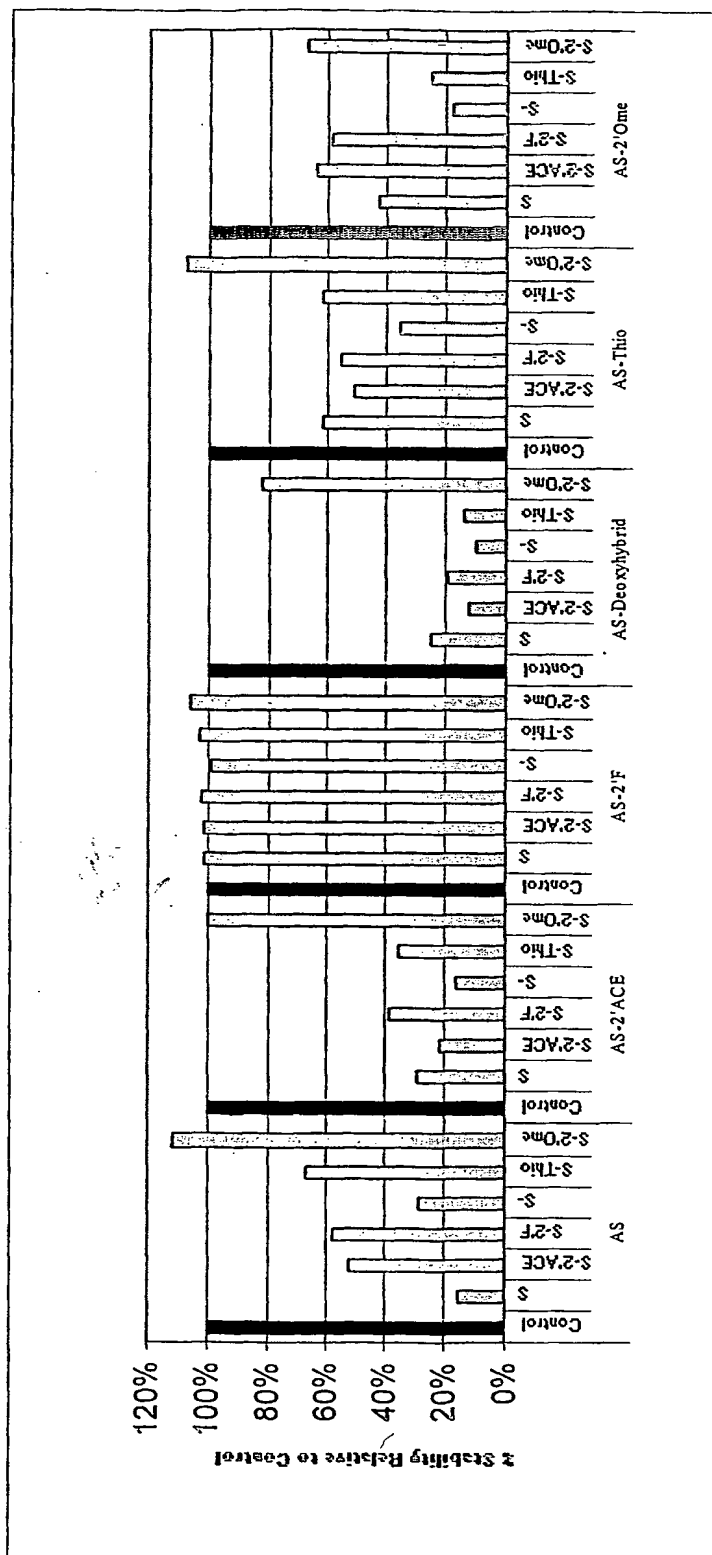 % Stability Relative to Control
120%
100%
80%
60%
40%
20%
0%
Control
S
S-2'ACE
S-2'F
S-
S-Thio
S-2'Ome
AS
Control
S
S-2'ACE
S-2'F
S-
S-Thio
S-2'Ome
AS-2'ACE
Control
S
S-2'ACE
S-2'F
S-
S-Thio
S-2'Ome
AS-2'F
Control
S
S-2'ACE
S-2'F
S-
S-Thio
S-2'Ome
AS-Deoxyhybrid
Control
S
S-2'ACE
S-2'F
S-
S-Thio
S-2'Ome
AS-Thio
Control
S
S-2'ACE
S-2'F
S-
S-Thio
S-2'Ome
AS-2'Ome